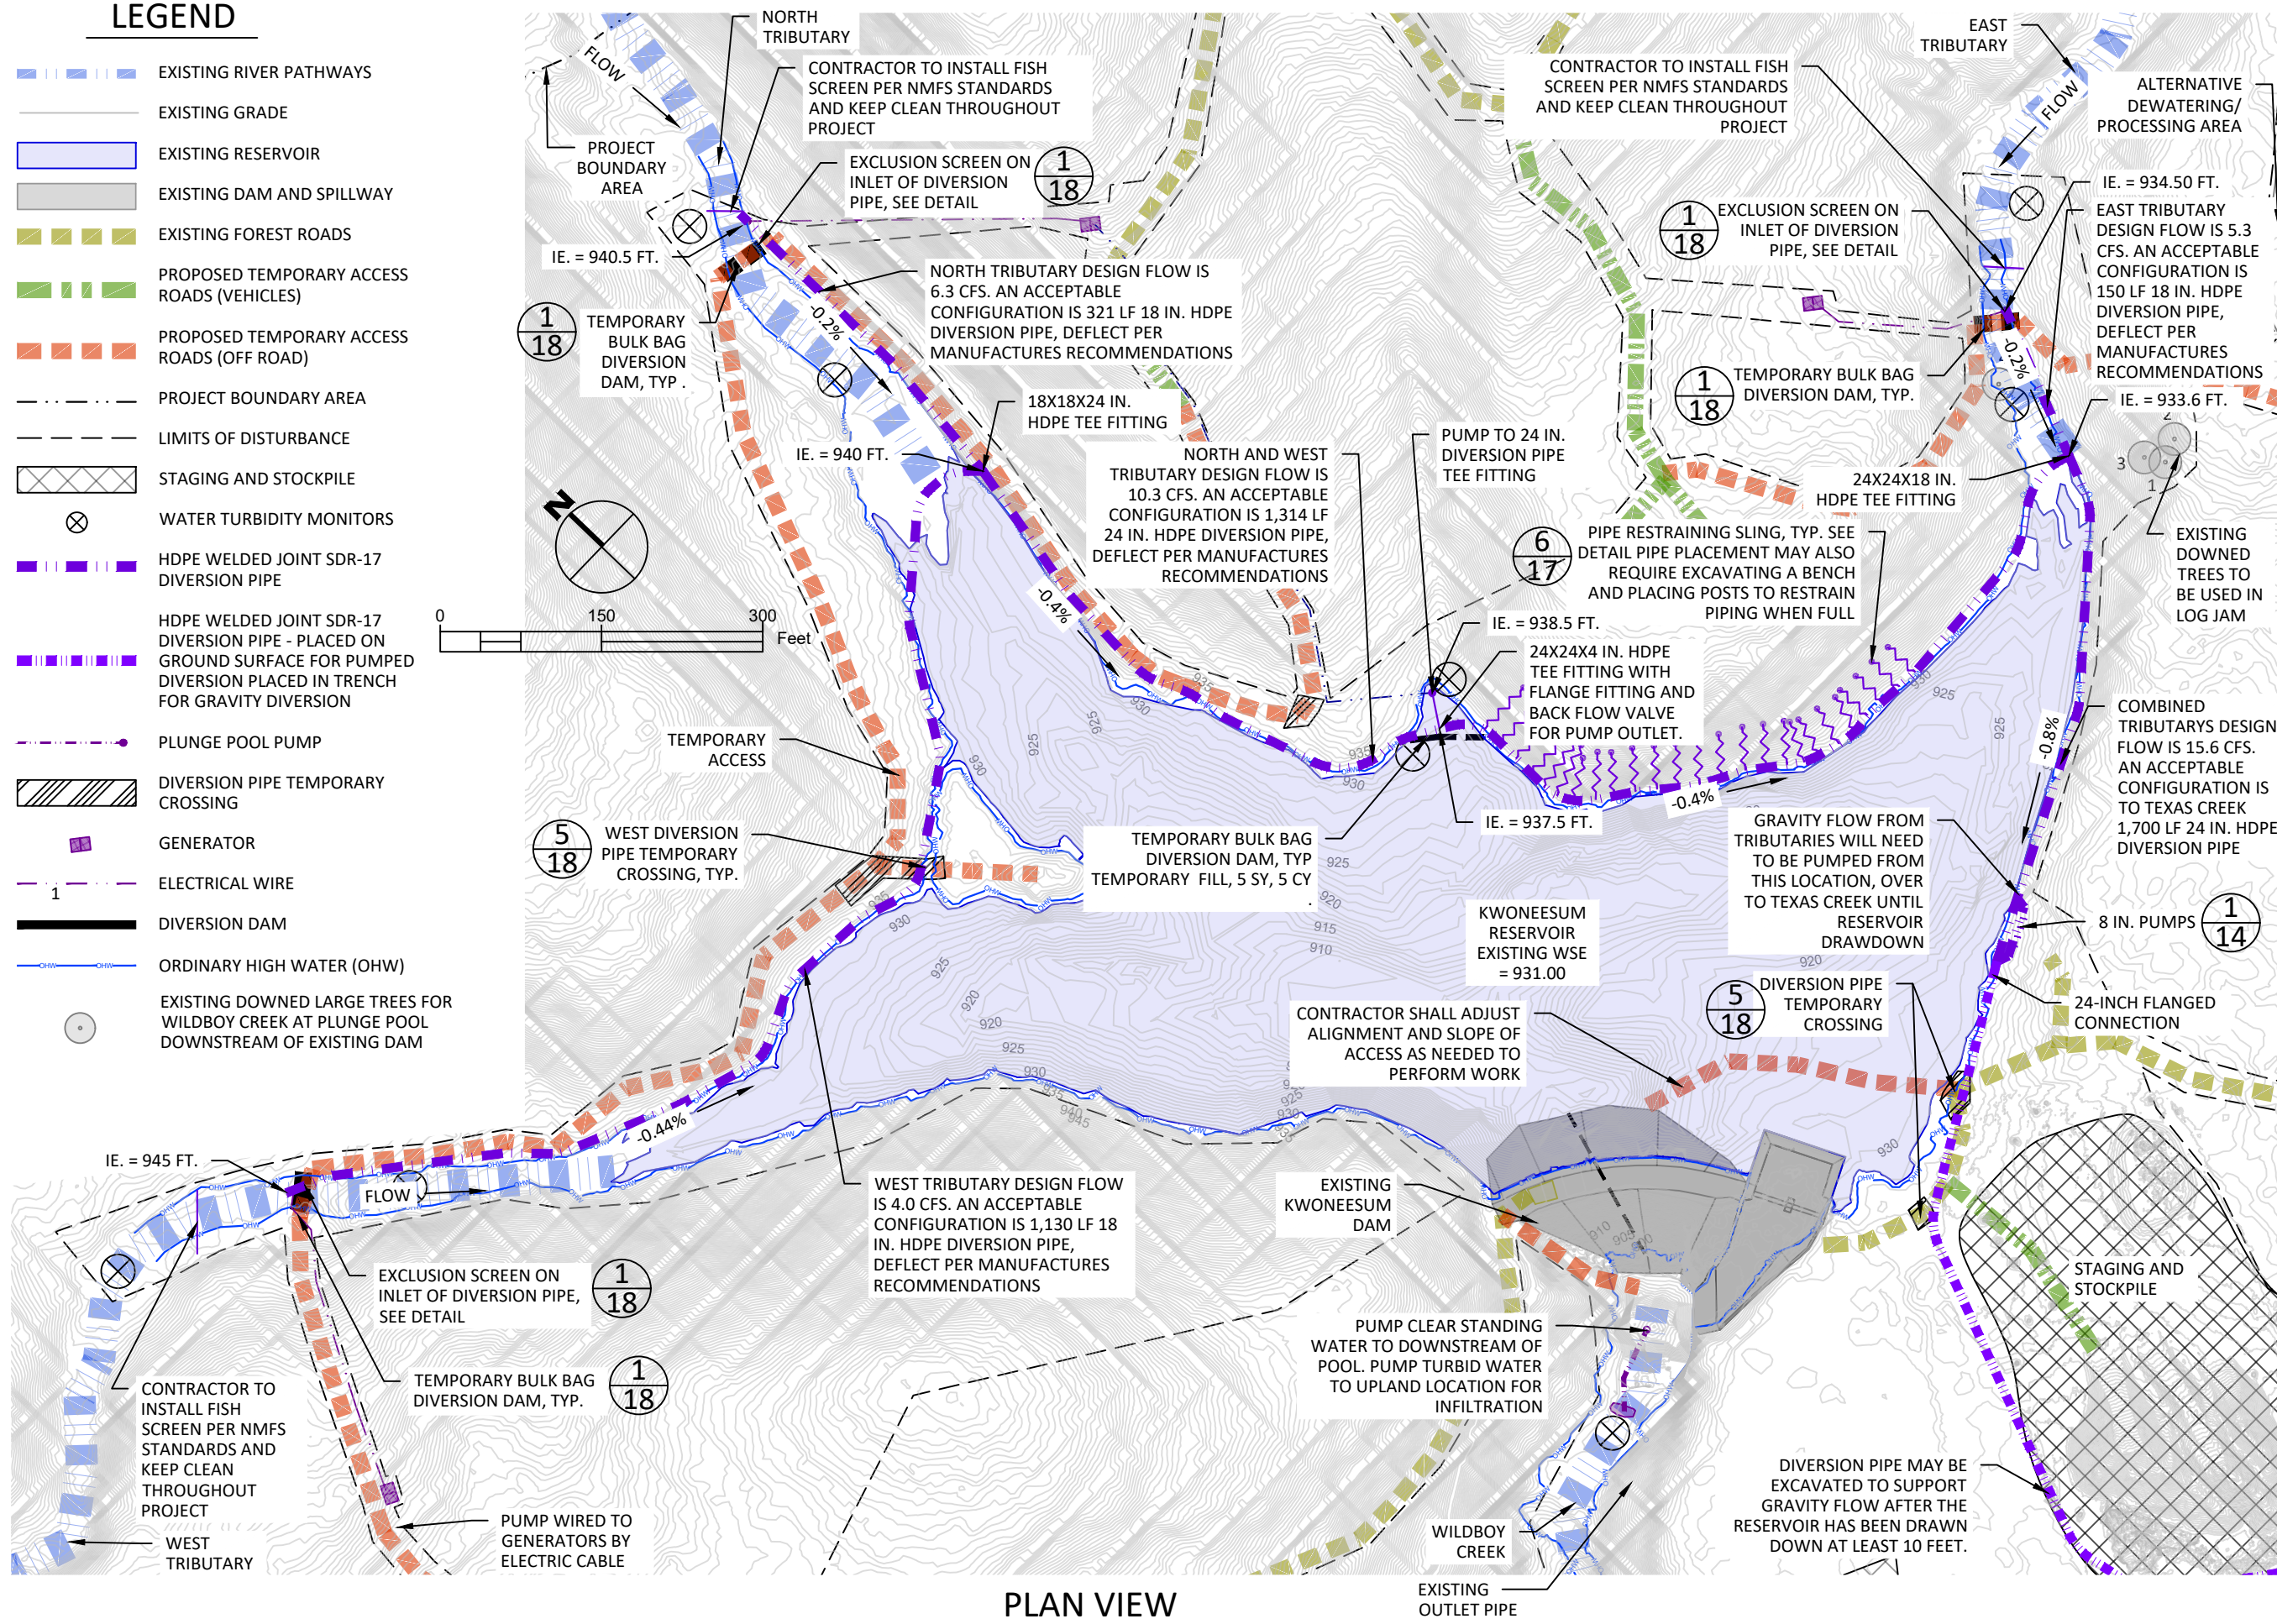 LEGEND
EXISTING RIVER PATHWAYS
EXISTING GRADE
EXISTING RESERVOIR
EXISTING DAM AND SPILLWAY
EXISTING FOREST ROADS
PROPOSED TEMPORARY ACCESS
ROADS (VEHICLES)
PROPOSED TEMPORARY ACCESS
ROADS (OFF ROAD)
PROJECT BOUNDARY AREA
LIMITS OF DISTURBANCE
STAGING AND STOCKPILE
WATER TURBIDITY MONITORS
HDPE WELDED JOINT SDR-17
DIVERSION PIPE
HDPE WELDED JOINT SDR-17
DIVERSION PIPE - PLACED ON
GROUND SURFACE FOR PUMPED
DIVERSION PLACED IN TRENCH
FOR GRAVITY DIVERSION
PLUNGE POOL PUMP
DIVERSION PIPE TEMPORARY
CROSSING
GENERATOR
ELECTRICAL WIRE
1
DIVERSION DAM
ORDINARY HIGH WATER (OHW)
OHW OHW
EXISTING DOWNED LARGE TREES FOR
WILDBOY CREEK AT PLUNGE POOL
DOWNSTREAM OF EXISTING DAM
NORTH
TRIBUTARY
FLOW
CONTRACTOR TO INSTALL FISH
SCREEN PER NMFS STANDARDS
AND KEEP CLEAN THROUGHOUT
PROJECT
PROJECT
BOUNDARY
AREA
EXCLUSION SCREEN ON
INLET OF DIVERSION
PIPE, SEE DETAIL
1
18
IE. = 940.5 FT.
1
18
TEMPORARY
BULK BAG
DIVERSION
DAM, TYP .
-0.2%
NORTH TRIBUTARY DESIGN FLOW IS
6.3 CFS. AN ACCEPTABLE
CONFIGURATION IS 321 LF 18 IN. HDPE
DIVERSION PIPE, DEFLECT PER
MANUFACTURES RECOMMENDATIONS
18X18X24 IN.
HDPE TEE FITTING
IE. = 940 FT.
N
0 150 300
Feet
NORTH AND WEST
TRIBUTARY DESIGN FLOW IS
10.3 CFS. AN ACCEPTABLE
CONFIGURATION IS 1,314 LF
24 IN. HDPE DIVERSION PIPE,
DEFLECT PER MANUFACTURES
RECOMMENDATIONS
-0.4%
PUMP TO 24 IN.
DIVERSION PIPE
TEE FITTING
EAST
TRIBUTARY
FLOW
CONTRACTOR TO INSTALL FISH
SCREEN PER NMFS STANDARDS
AND KEEP CLEAN THROUGHOUT
PROJECT
ALTERNATIVE
DEWATERING/
PROCESSING AREA
IE. = 934.50 FT.
1
18
EXCLUSION SCREEN ON
INLET OF DIVERSION
PIPE, SEE DETAIL
EAST TRIBUTARY
DESIGN FLOW IS 5.3
CFS. AN ACCEPTABLE
CONFIGURATION IS
150 LF 18 IN. HDPE
DIVERSION PIPE,
DEFLECT PER
MANUFACTURES
RECOMMENDATIONS
-0.2%
1
18
TEMPORARY BULK BAG
DIVERSION DAM, TYP.
IE. = 933.6 FT.
2
3
1
24X24X18 IN.
HDPE TEE FITTING
EXISTING
DOWNED
TREES TO
BE USED IN
LOG JAM
6
17
PIPE RESTRAINING SLING, TYP. SEE
DETAIL PIPE PLACEMENT MAY ALSO
REQUIRE EXCAVATING A BENCH
AND PLACING POSTS TO RESTRAIN
PIPING WHEN FULL
IE. = 938.5 FT.
24X24X4 IN. HDPE
TEE FITTING WITH
FLANGE FITTING AND
BACK FLOW VALVE
FOR PUMP OUTLET.
COMBINED
TRIBUTARYS DESIGN
FLOW IS 15.6 CFS.
AN ACCEPTABLE
CONFIGURATION IS
TO TEXAS CREEK
1,700 LF 24 IN. HDPE
DIVERSION PIPE
-0.8%
-0.4%
IE. = 937.5 FT.
TEMPORARY
ACCESS
5
18
WEST DIVERSION
PIPE TEMPORARY
CROSSING, TYP.
TEMPORARY BULK BAG
DIVERSION DAM, TYP
TEMPORARY FILL, 5 SY, 5 CY
.
GRAVITY FLOW FROM
TRIBUTARIES WILL NEED
TO BE PUMPED FROM
THIS LOCATION, OVER
TO TEXAS CREEK UNTIL
RESERVOIR
DRAWDOWN
8 IN. PUMPS
1
14
KWONEESUM
RESERVOIR
EXISTING WSE
= 931.00
5
18
DIVERSION PIPE
TEMPORARY
CROSSING
24-INCH FLANGED
CONNECTION
CONTRACTOR SHALL ADJUST
ALIGNMENT AND SLOPE OF
ACCESS AS NEEDED TO
PERFORM WORK
935
930
925
920
915
910
945
940
-0.44%
IE. = 945 FT.
FLOW
WEST TRIBUTARY DESIGN FLOW
IS 4.0 CFS. AN ACCEPTABLE
CONFIGURATION IS 1,130 LF 18
IN. HDPE DIVERSION PIPE,
DEFLECT PER MANUFACTURES
RECOMMENDATIONS
EXISTING
KWONEESUM
DAM
EXCLUSION SCREEN ON
INLET OF DIVERSION PIPE,
SEE DETAIL
1
18
TEMPORARY BULK BAG
DIVERSION DAM, TYP.
1
18
CONTRACTOR TO
INSTALL FISH
SCREEN PER NMFS
STANDARDS AND
KEEP CLEAN
THROUGHOUT
PROJECT
WEST
TRIBUTARY
PUMP WIRED TO
GENERATORS BY
ELECTRIC CABLE
PUMP CLEAR STANDING
WATER TO DOWNSTREAM OF
POOL. PUMP TURBID WATER
TO UPLAND LOCATION FOR
INFILTRATION
STAGING AND
STOCKPILE
DIVERSION PIPE MAY BE
EXCAVATED TO SUPPORT
GRAVITY FLOW AFTER THE
RESERVOIR HAS BEEN DRAWN
DOWN AT LEAST 10 FEET.
WILDBOY
CREEK
EXISTING
OUTLET PIPE
PLAN VIEW